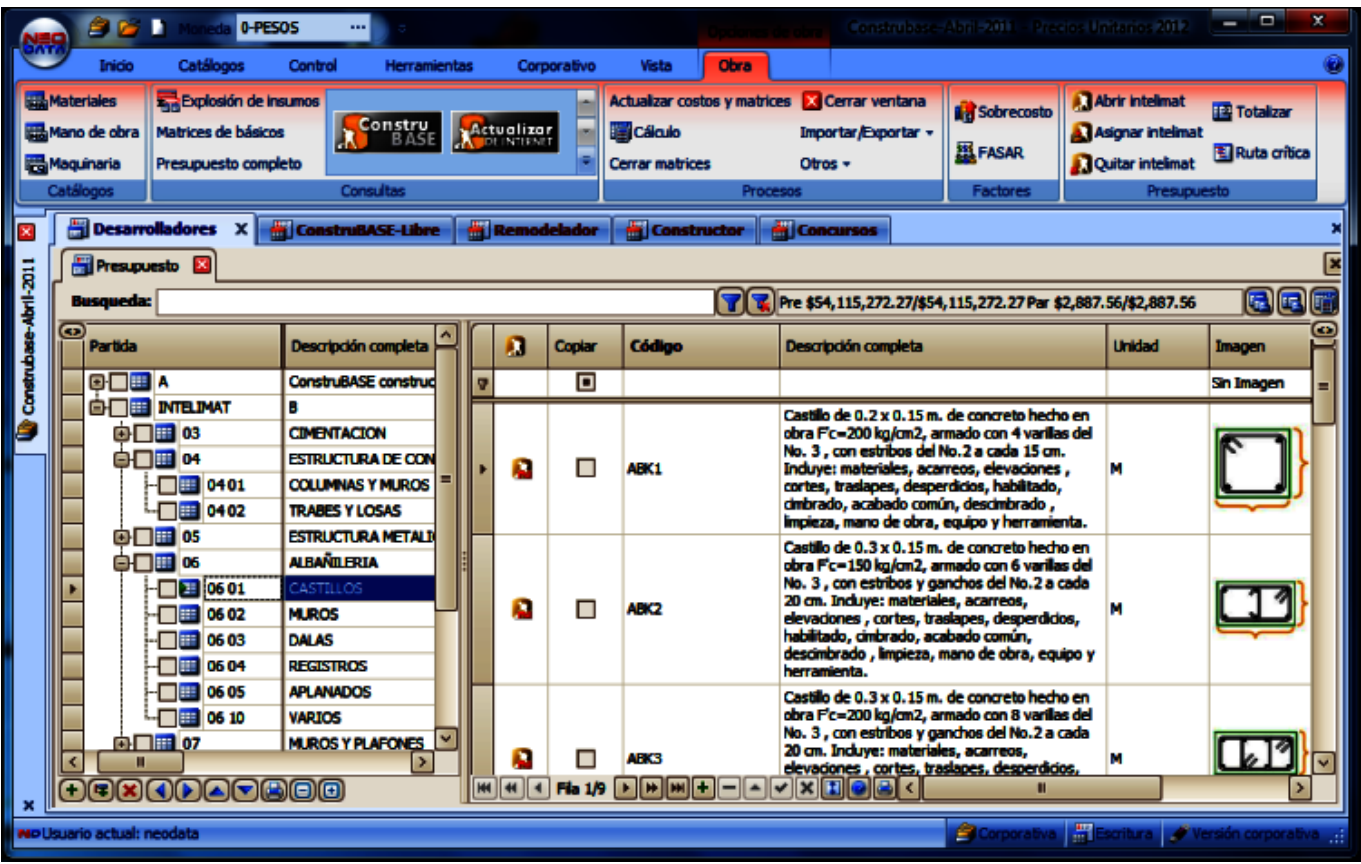 NEO DATA
Moneda 0-PESOS
Opciones de obra
Construbase-Abril-2011 - Precios Unitarios 2012
Inicio Catálogos Control Herramientas Corporativo Vista Obra
Materiales
Mano de obra
Maquinaria
Catálogos
Explosión de insumos
Matrices de básicos
Presupuesto completo
Constru BASE
Actualizar DE INTERNET
Consultas
Actualizar costos y matrices Cerrar ventana
Cálculo Importar/Exportar
Cerrar matrices Otros
Procesos
Sobrecosto
FASAR
Factores
Abrir intelimat Totalizar
Asignar intelimat
Quitar intelimat Ruta crítica
Presupuesto
Construbase-Abril-2011
Desarrolladores X ConstruBASE-Libre Remodelador Constructor Concursos
Presupuesto
Busqueda:
Pre $54,115,272.27/$54,115,272.27 Par $2,887.56/$2,887.56
Partida Descripción completa
A ConstruBASE construc
INTELIMAT B
03 CIMENTACION
04 ESTRUCTURA DE CON
04 01 COLUMNAS Y MUROS
04 02 TRABES Y LOSAS
05 ESTRUCTURA METALI
06 ALBAÑILERIA
06 01 CASTILLOS
06 02 MUROS
06 03 DALAS
06 04 REGISTROS
06 05 APLANADOS
06 10 VARIOS
07 MUROS Y PLAFONES
Copiar Código Descripción completa Unidad Imagen
Sin Imagen
ABK1
Castillo de 0.2 x 0.15 m. de concreto hecho en
obra F'c=200 kg/cm2, armado con 4 varillas del
No. 3 , con estribos del No.2 a cada 15 cm.
Incluye: materiales, acarreos, elevaciones ,
cortes, traslapes, desperdicios, habilitado,
cimbrado, acabado común, descimbrado ,
limpieza, mano de obra, equipo y herramienta.
M
ABK2
Castillo de 0.3 x 0.15 m. de concreto hecho en
obra F'c=150 kg/cm2, armado con 6 varillas del
No. 3 , con estribos y ganchos del No.2 a cada
20 cm. Incluye: materiales, acarreos,
elevaciones , cortes, traslapes, desperdicios,
habilitado, cimbrado, acabado común,
descimbrado , limpieza, mano de obra, equipo y
herramienta.
M
ABK3
Castillo de 0.3 x 0.15 m. de concreto hecho en
obra F'c=200 kg/cm2, armado con 8 varillas del
No. 3 , con estribos y ganchos del No.2 a cada
20 cm. Incluye: materiales, acarreos,
elevaciones , cortes, traslapes, desperdicios,
M
Fila 1/9
ND Usuario actual: neodata
Corporativa Escritura Versión corporativa